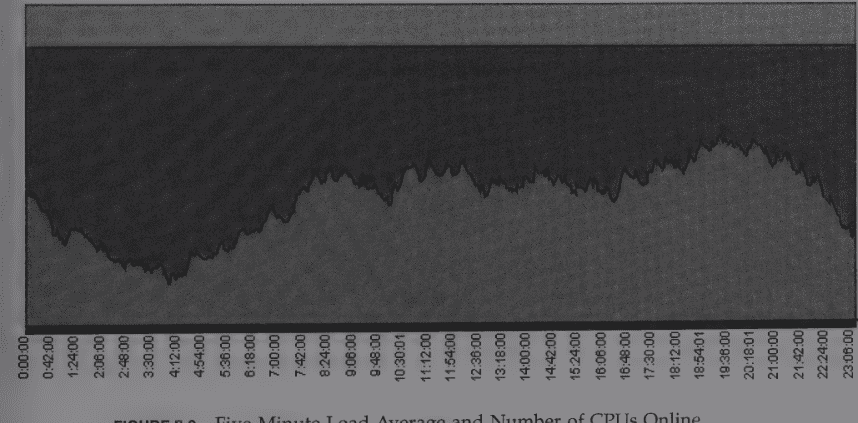 0:00:00 0:42:00 1:24:00 2:06:00 2:48:00 3:30:00 4:12:00 4:54:00 5:36:00 6:18:00 7:00:00 7:42:00 8:24:00 9:06:00 9:48:00 10:30:01 11:12:00 11:54:00 12:36:00 13:18:00 14:00:00 14:42:00 15:24:00 16:06:00 16:48:00 17:30:00 18:12:00 18:54:01 19:36:00 20:18:01 21:00:00 21:42:00 22:24:00 23:06:00
FIGURE Five Minute Load Average and Number of CPUs Online